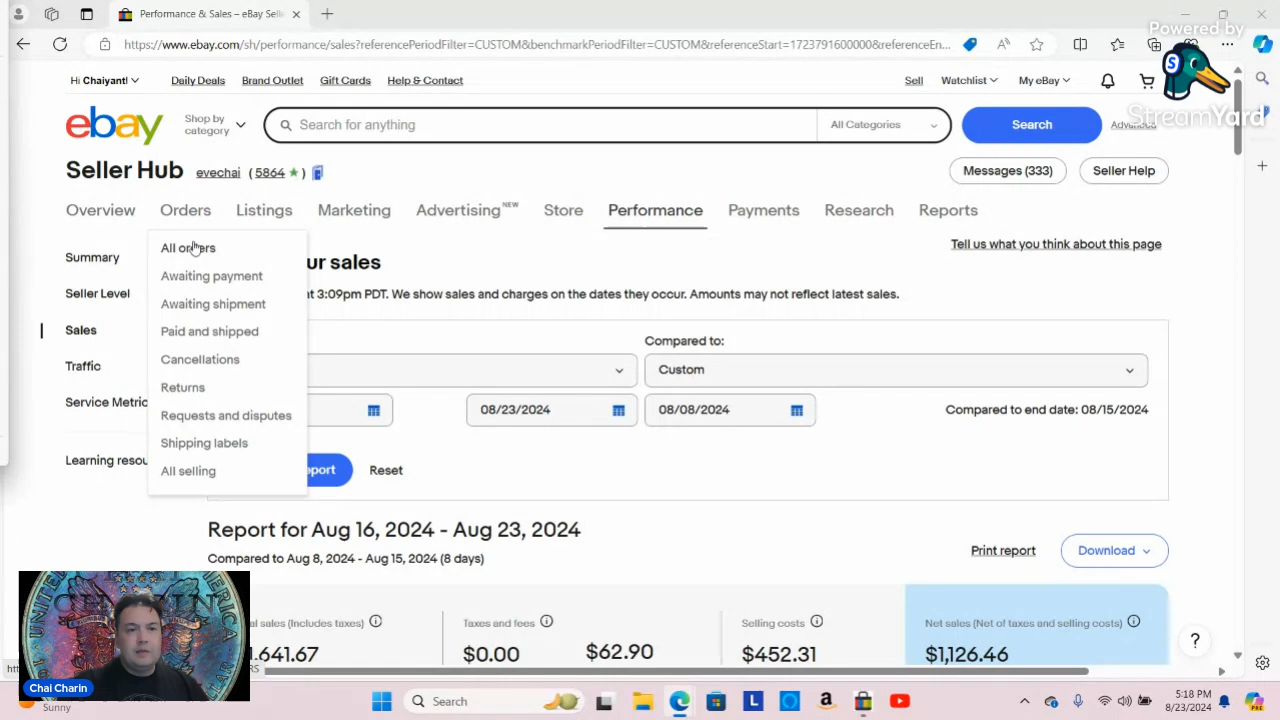 Performance & Sales - eBay Sell
https://www.ebay.com/sh/performance/sales?referencePeriodFilter=CUSTOM&benchmarkPeriodFilter=CUSTOM&referenceStart=1723791600000&referenceEn...
Powered by
StreamYard
Hi Chaiyant!
Daily Deals
Brand Outlet
Gift Cards
Help & Contact
Sell
Watchlist
My eBay
ebay
Shop by
category
Search for anything
All Categories
Search
Advanced
Seller Hub
evechai (5864 ★)
Messages (333)
Seller Help
Overview
Orders
Listings
Marketing
Advertising NEW
Store
Performance
Payments
Research
Reports
Tell us what you think about this page
Summary
Seller Level
Sales
Traffic
Service Metric
Learning resou
All orders
Awaiting payment
Awaiting shipment
Paid and shipped
Cancellations
Returns
Requests and disputes
Shipping labels
All selling
ur sales
at 3:09pm PDT. We show sales and charges on the dates they occur. Amounts may not reflect latest sales.
Compared to:
Custom
08/23/2024
08/08/2024
Compared to end date: 08/15/2024
port
Reset
Report for Aug 16, 2024 - Aug 23, 2024
Compared to Aug 8, 2024 - Aug 15, 2024 (8 days)
Print report
Download
al sales (Includes taxes)
Taxes and fees
Selling costs
Net sales (Net of taxes and selling costs)
,641.67
$0.00
$62.90
$452.31
$1,126.46
?
Chai Charin
Sunny
Search
5:18 PM
8/23/2024